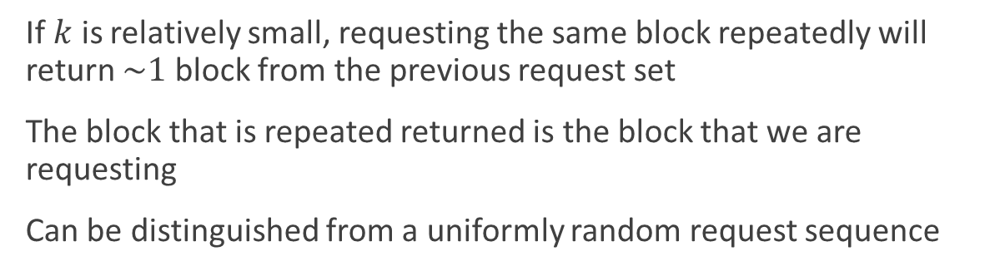 If k is relatively small, requesting the same block repeatedly will
return ~1 block from the previous request set
The block that is repeated returned is the block that we are
requesting
Can be distinguished from a uniformly random request sequence